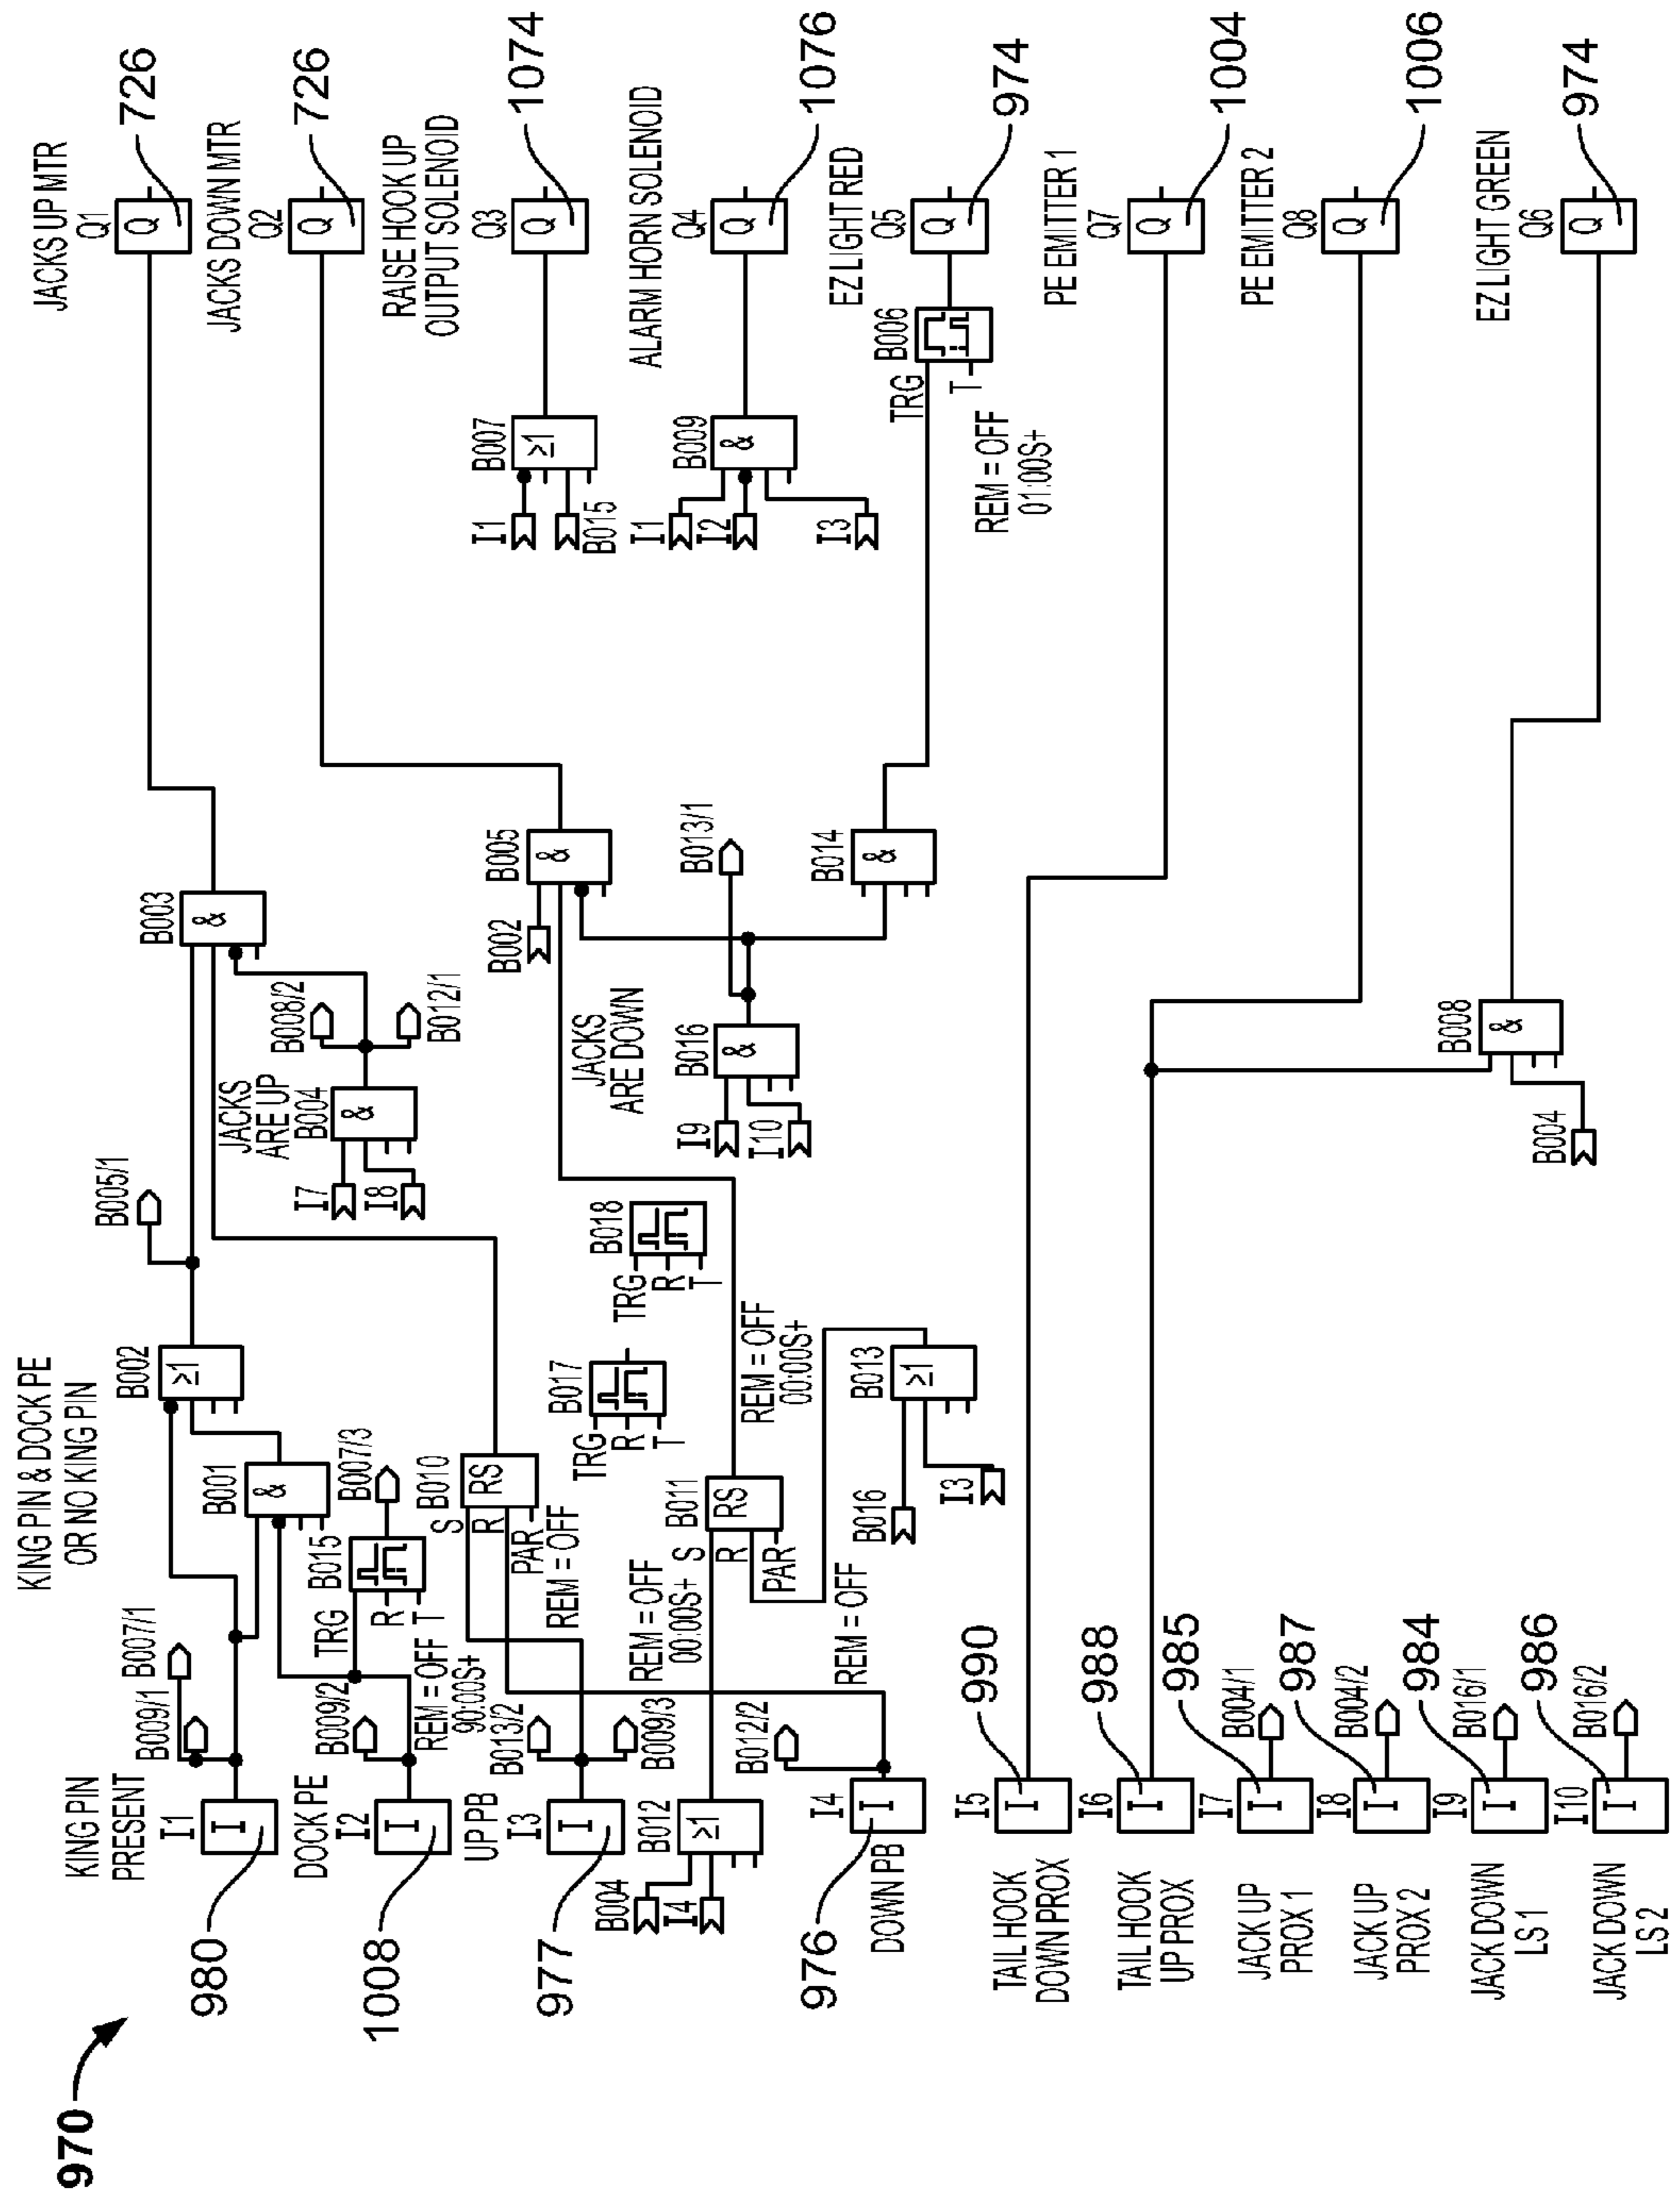 970
KING PIN
PRESENT
I1
I
980
B009/1
B007/1
KING PIN & DOCK PE
OR NO KING PIN
B002
≥1
B005/1
B001
&
DOCK PE
I2
I
1008
B009/2
TRG
R
T
B015
B007/3
REM = OFF
90:00S+
JACKS
ARE UP
B004
&
I7
I8
B008/2
B012/1
B003
&
JACKS UP MTR
Q1
Q
726
UP PB
I3
I
977
B013/2
B009/3
S
R
PAR
B010
RS
REM = OFF
JACKS DOWN MTR
Q2
Q
726
B017
TRG
R
T
B018
TRG
R
T
B002
B005
&
B004
I4
B012
≥1
REM = OFF
00:00S+
S
R
PAR
B011
RS
REM = OFF
REM = OFF
00:00S+
B016
I3
B013
≥1
JACKS
ARE DOWN
B016
&
I9
I10
B013/1
B014
&
RAISE HOOK UP
OUTPUT SOLENOID
Q3
Q
1074
B007
≥1
I1
B015
ALARM HORN SOLENOID
Q4
Q
1076
B009
&
I1
I2
I3
EZ LIGHT RED
Q5
Q
974
B006
TRG
T
REM = OFF
01:00S+
I4
I
976
DOWN PB
B012/2
TAIL HOOK
DOWN PROX
I5
I
990
PE EMITTER 1
Q7
Q
1004
TAIL HOOK
UP PROX
I6
I
988
PE EMITTER 2
Q8
Q
1006
JACK UP
PROX 1
I7
I
985
B004/1
JACK UP
PROX 2
I8
I
987
B004/2
JACK DOWN
LS 1
I9
I
984
B016/1
JACK DOWN
LS 2
I10
I
986
B016/2
B004
B008
&
EZ LIGHT GREEN
Q6
Q
974